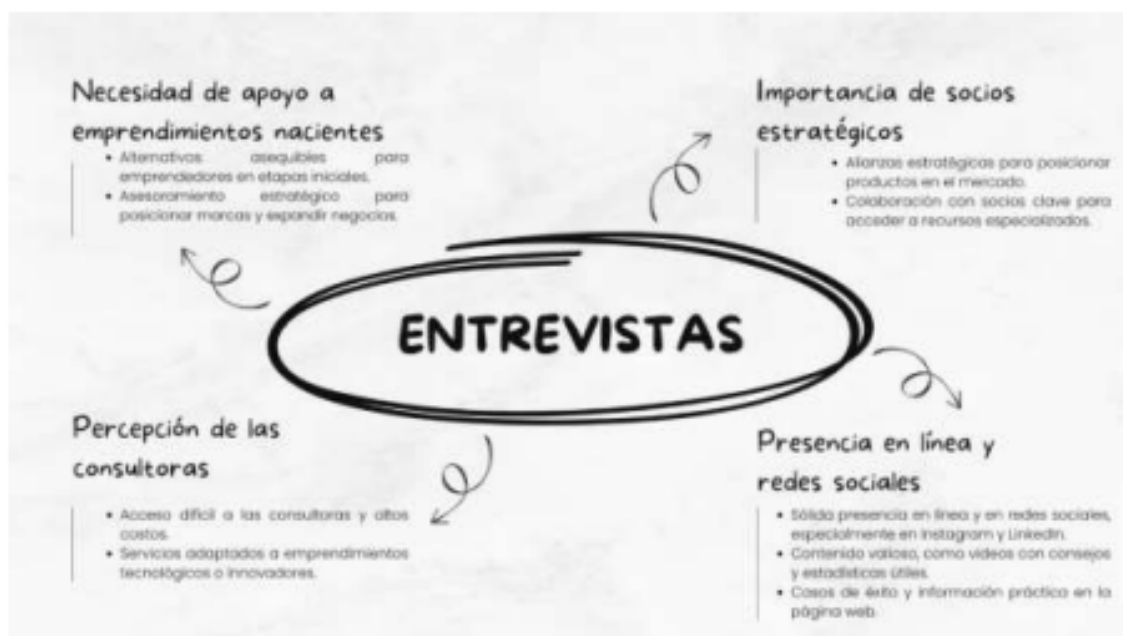 Necesidad de apoyo a
emprendimientos nacientes
• Alternativas asequibles para
emprendedores en etapas iniciales.
• Asesoramiento estratégico para
posicionar marcas y expandir negocios.
Importancia de socios
estratégicos
• Alianzas estratégicas para posicionar
productos en el mercado.
• Colaboración con socios clave para
acceder a recursos especializados.
ENTREVISTAS
Percepción de las
consultoras
• Acceso difícil a las consultoras y altos
costos.
• Servicios adaptados a emprendimientos
tecnológicos o innovadores.
Presencia en línea y
redes sociales
• Sólida presencia en línea y en redes sociales,
especialmente en Instagram y LinkedIn.
• Contenido valioso, como videos con consejos
y estadísticas útiles.
• Casos de éxito y información práctica en la
página web.